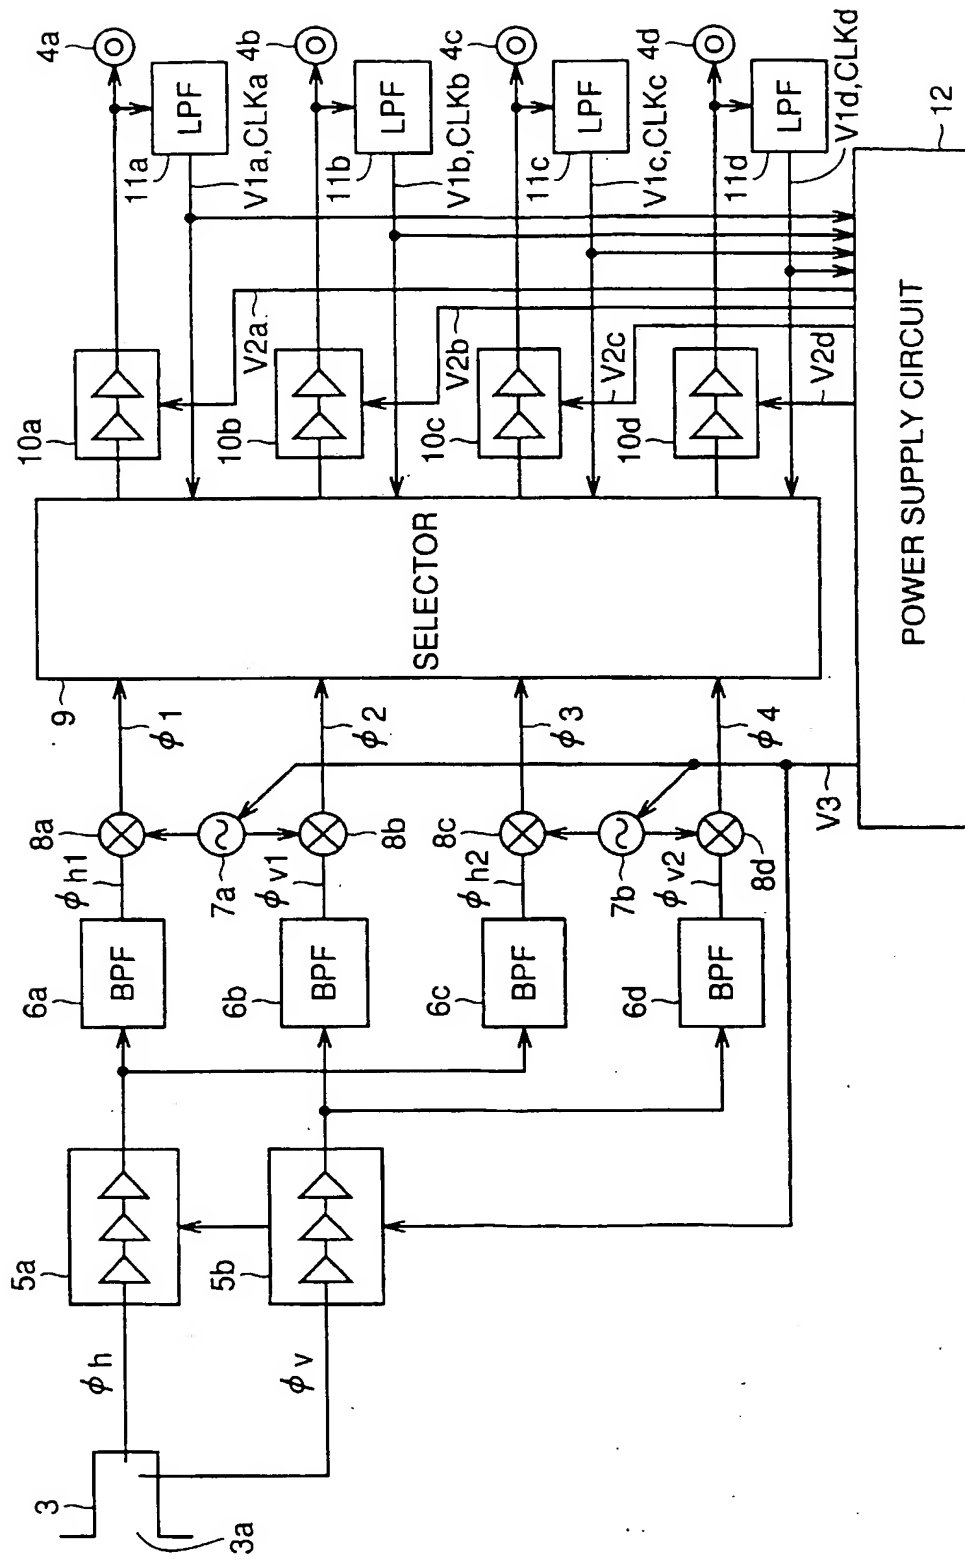 3
3a
ϕh
ϕv
5a
5b
6a
BPF
6b
BPF
6c
BPF
6d
BPF
ϕh1
ϕv1
ϕh2
ϕv2
8a
7a
8b
8c
7b
8d
ϕ1
ϕ2
ϕ3
ϕ4
V3
9
SELECTOR
10a
10b
10c
10d
V2a
V2b
V2c
V2d
11a
LPF
V1a,CLKa
11b
LPF
V1b,CLKb
11c
LPF
V1c,CLKc
11d
LPF
V1d,CLKd
4a
4b
4c
4d
12
POWER SUPPLY CIRCUIT